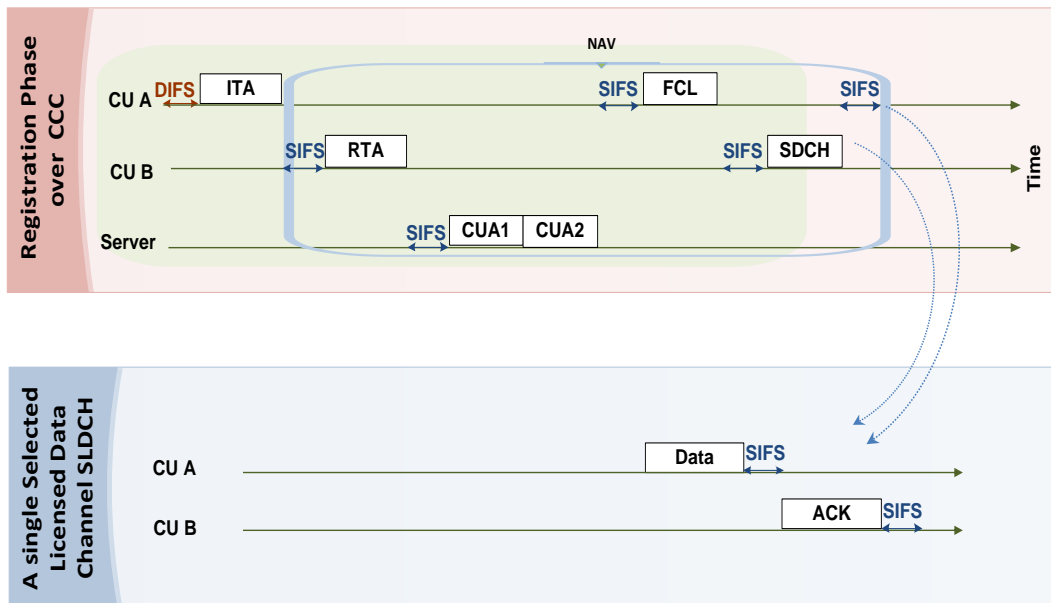 Registration Phase
over CCC
NAV
DIFS
ITA
SIFS
FCL
SIFS
CU A
SIFS
RTA
SIFS
SDCH
CU B
Time
SIFS
CUA1
CUA2
Server
A single Selected
Licensed Data
Channel SLDCH
Data
SIFS
CU A
ACK
SIFS
CU B